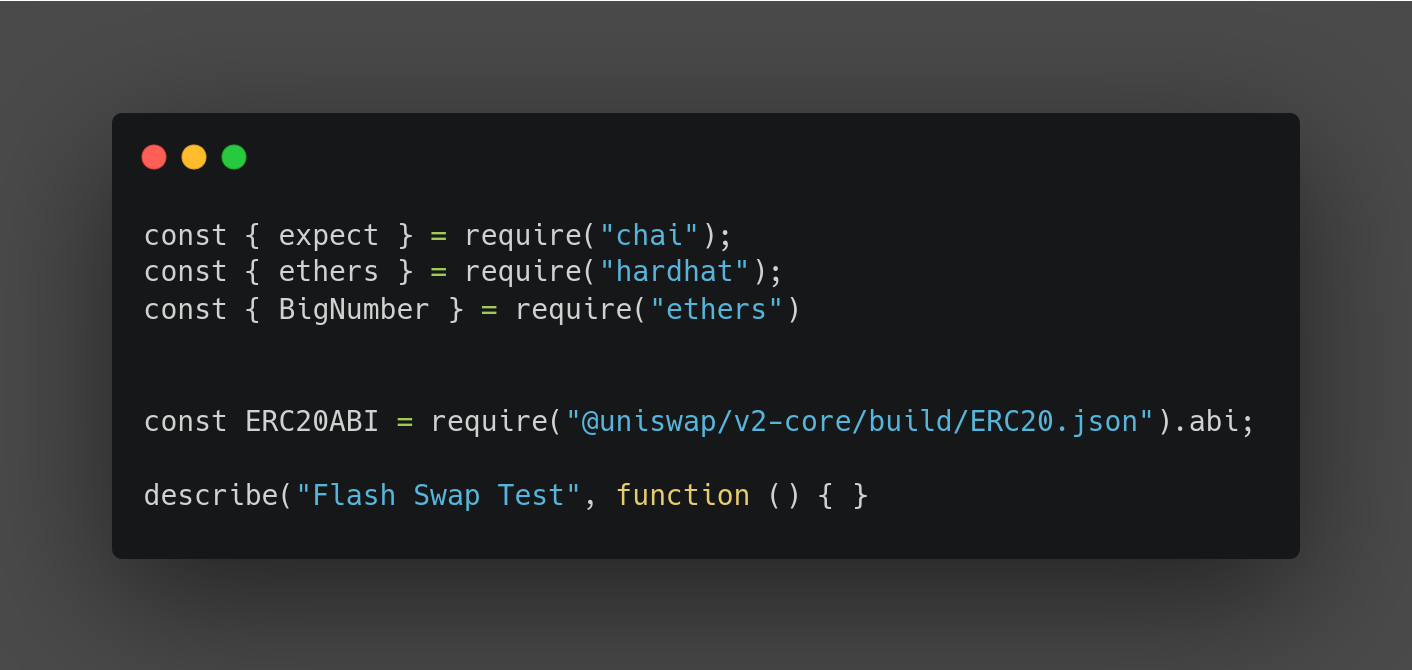 const { expect } = require("chai");
const { ethers } = require("hardhat");
const { BigNumber } = require("ethers")
const ERC20ABI = require("@uniswap/v2-core/build/ERC20.json").abi;
describe("Flash Swap Test", function () { }